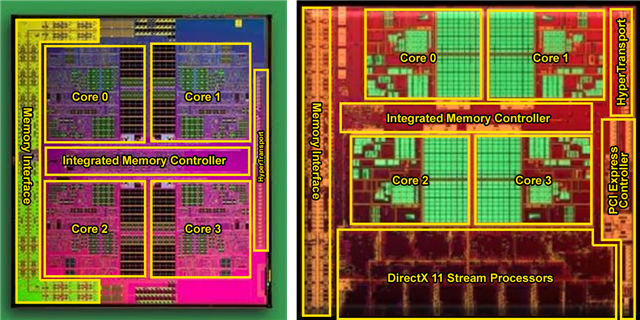 Memory Interface
Core 0
Core 1
Integrated Memory Controller
HyperTransport
Core 2
Core 3
Memory Interface
Core 0
Core 1
HyperTransport
Integrated Memory Controller
Core 2
Core 3
PCI Express
Controller
DirectX 11 Stream Processors